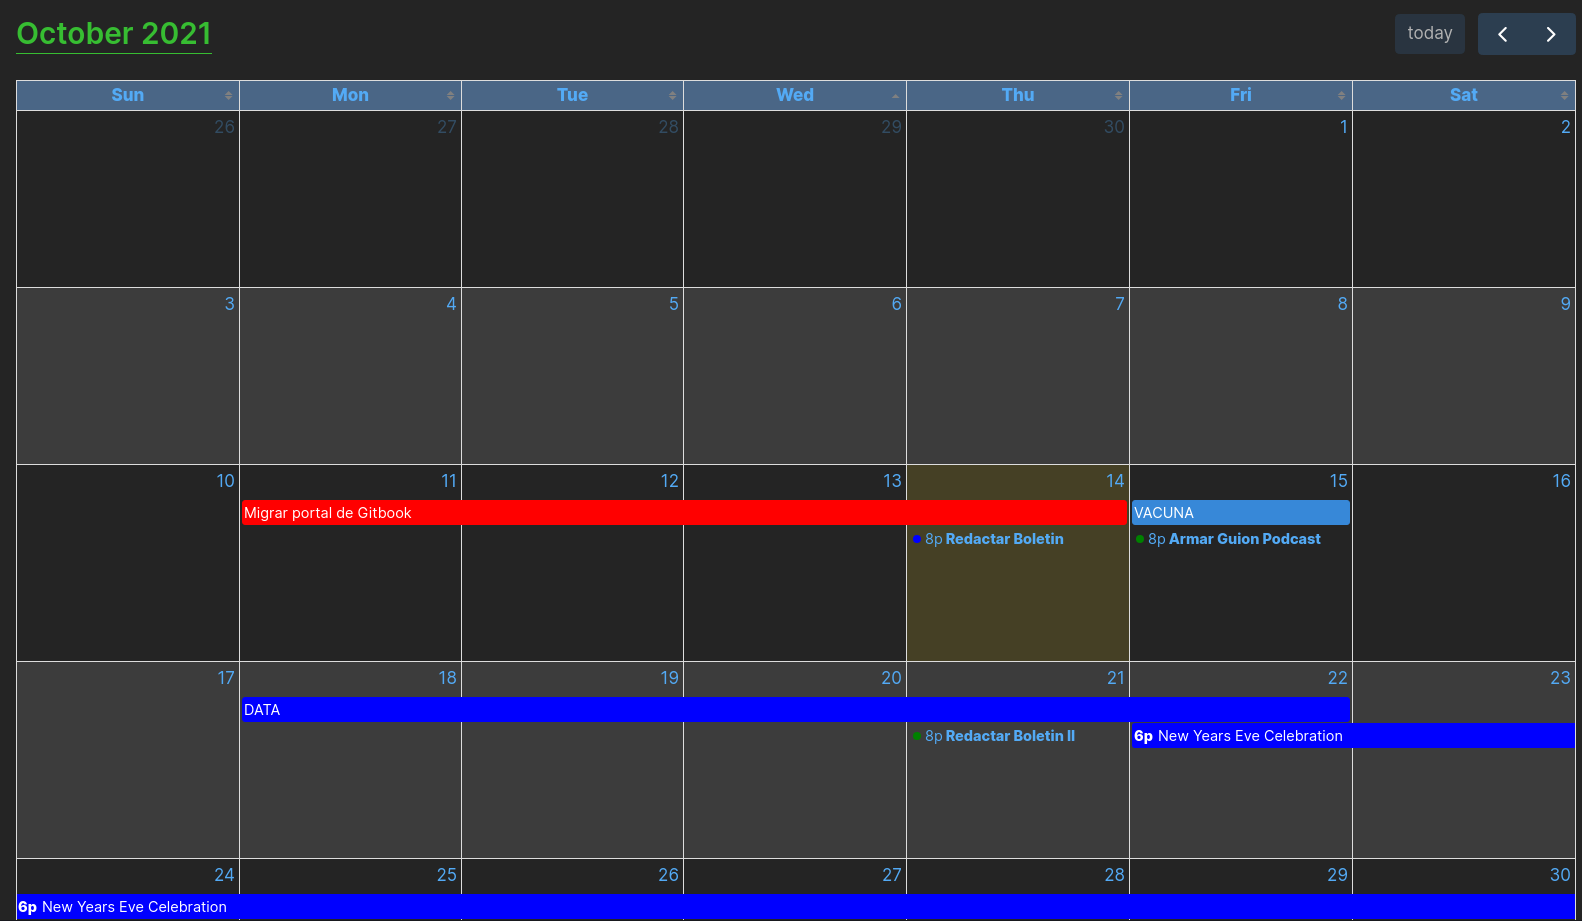 October 2021
today
Sun Mon Tue Wed Thu Fri Sat
26 27 28 29 30 1 2
3 4 5 6 7 8 9
10 11 12 13 14 15 16
Migrar portal de Gitbook VACUNA
8p Redactar Boletin 8p Armar Guion Podcast
17 18 19 20 21 22 23
DATA
8p Redactar Boletin II 6p New Years Eve Celebration
24 25 26 27 28 29 30
6p New Years Eve Celebration